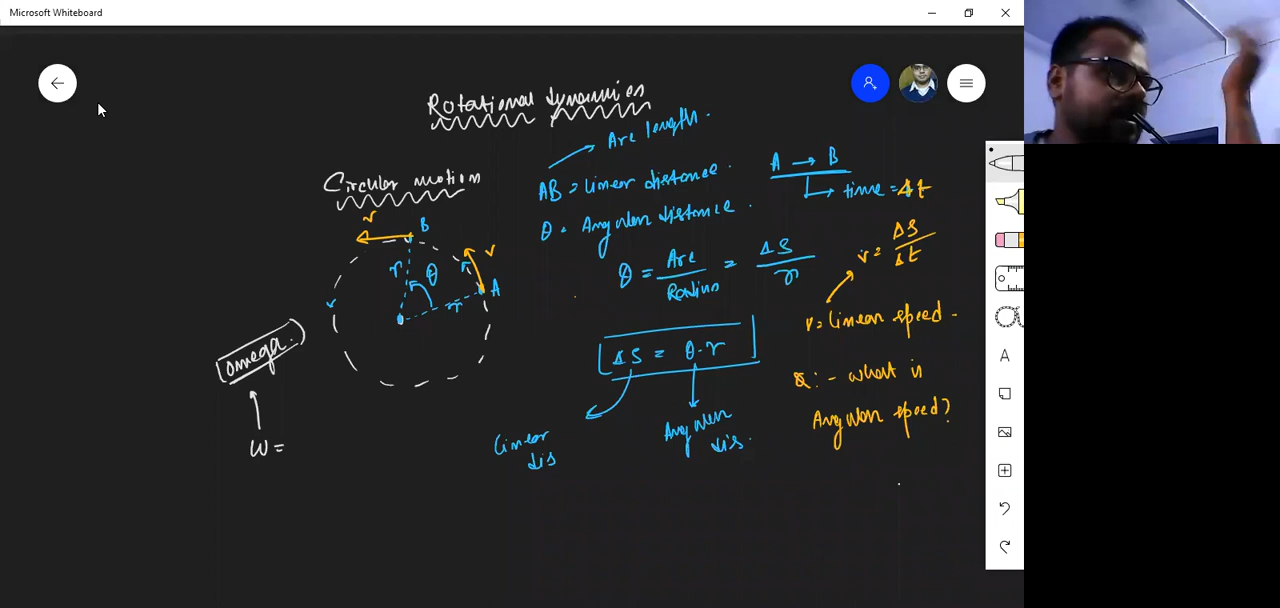 Microsoft Whiteboard
Rotational dynamics
Arc length.
Circular motion
AB = linear distance.
A → B
time = Δt
θ = Angular distance.
v
B
v
r
θ
A
r
θ = Arc / Radius = ΔS / r
v = ΔS / Δt
v = linear speed.
omega.
ΔS = θ·r
Q:- what is
Angular speed?
ω =
linear
dis
Angular
dis.
A